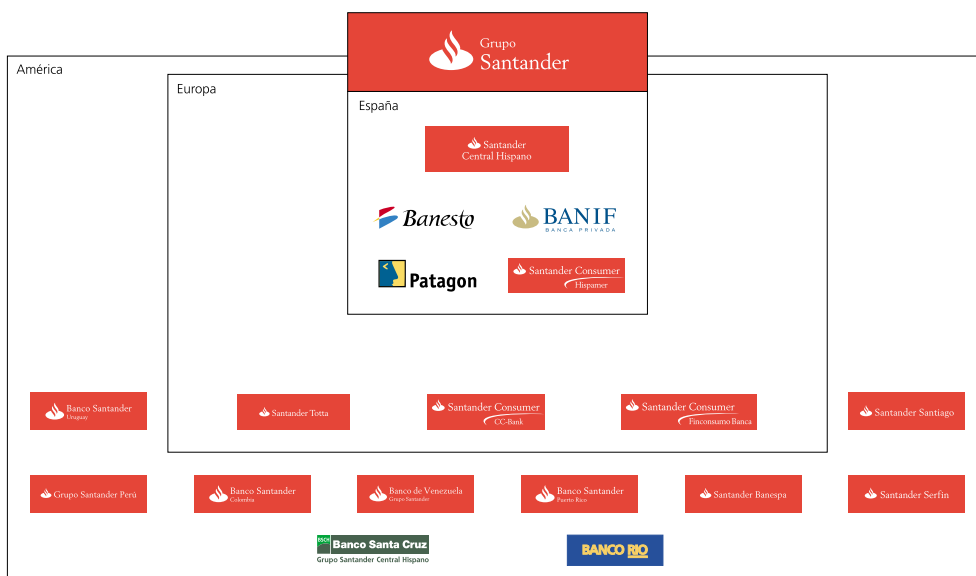 Grupo
Santander
América
Europa
España
Santander
Central Hispano
Banesto
BANIF
BANCA PRIVADA
Patagon
Santander Consumer
Hispamer
Banco Santander
Uruguay
Santander Totta
Santander Consumer
CC-Bank
Santander Consumer
Finconsumo Banca
Santander Santiago
Grupo Santander Perú
Banco Santander
Colombia
Banco de Venezuela
Grupo Santander
Banco Santander
Puerto Rico
Santander Banespa
Santander Serfin
BSCH Banco Santa Cruz
Grupo Santander Central Hispano
BANCO RIO